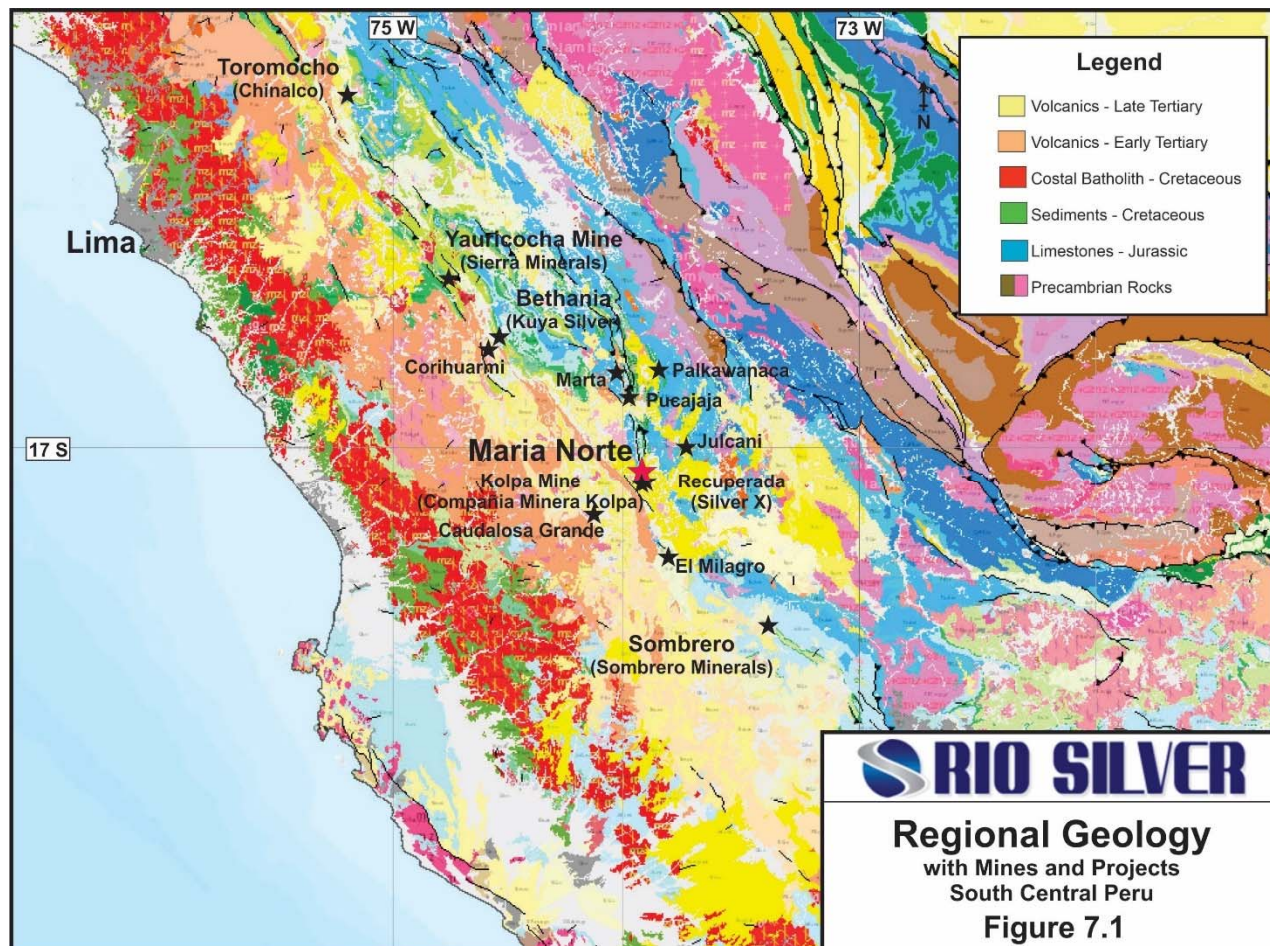 75 W
73 W
Toromocho
(Chinalco)
N
Legend
Volcanics - Late Tertiary
Volcanics - Early Tertiary
Costal Batholith - Cretaceous
Sediments - Cretaceous
Limestones - Jurassic
Precambrian Rocks
Lima
Yauricocha Mine
(Sierra Minerals)
Bethania
(Kuya Silver)
Corihuarmi
Marta
Palkawanaca
Pucajaja
17 S
Maria Norte
Julcani
Kolpa Mine
(Compañia Minera Kolpa)
Recuperada
(Silver X)
Caudalosa Grande
El Milagro
Sombrero
(Sombrero Minerals)
RIO SILVER
Regional Geology
with Mines and Projects
South Central Peru
Figure 7.1